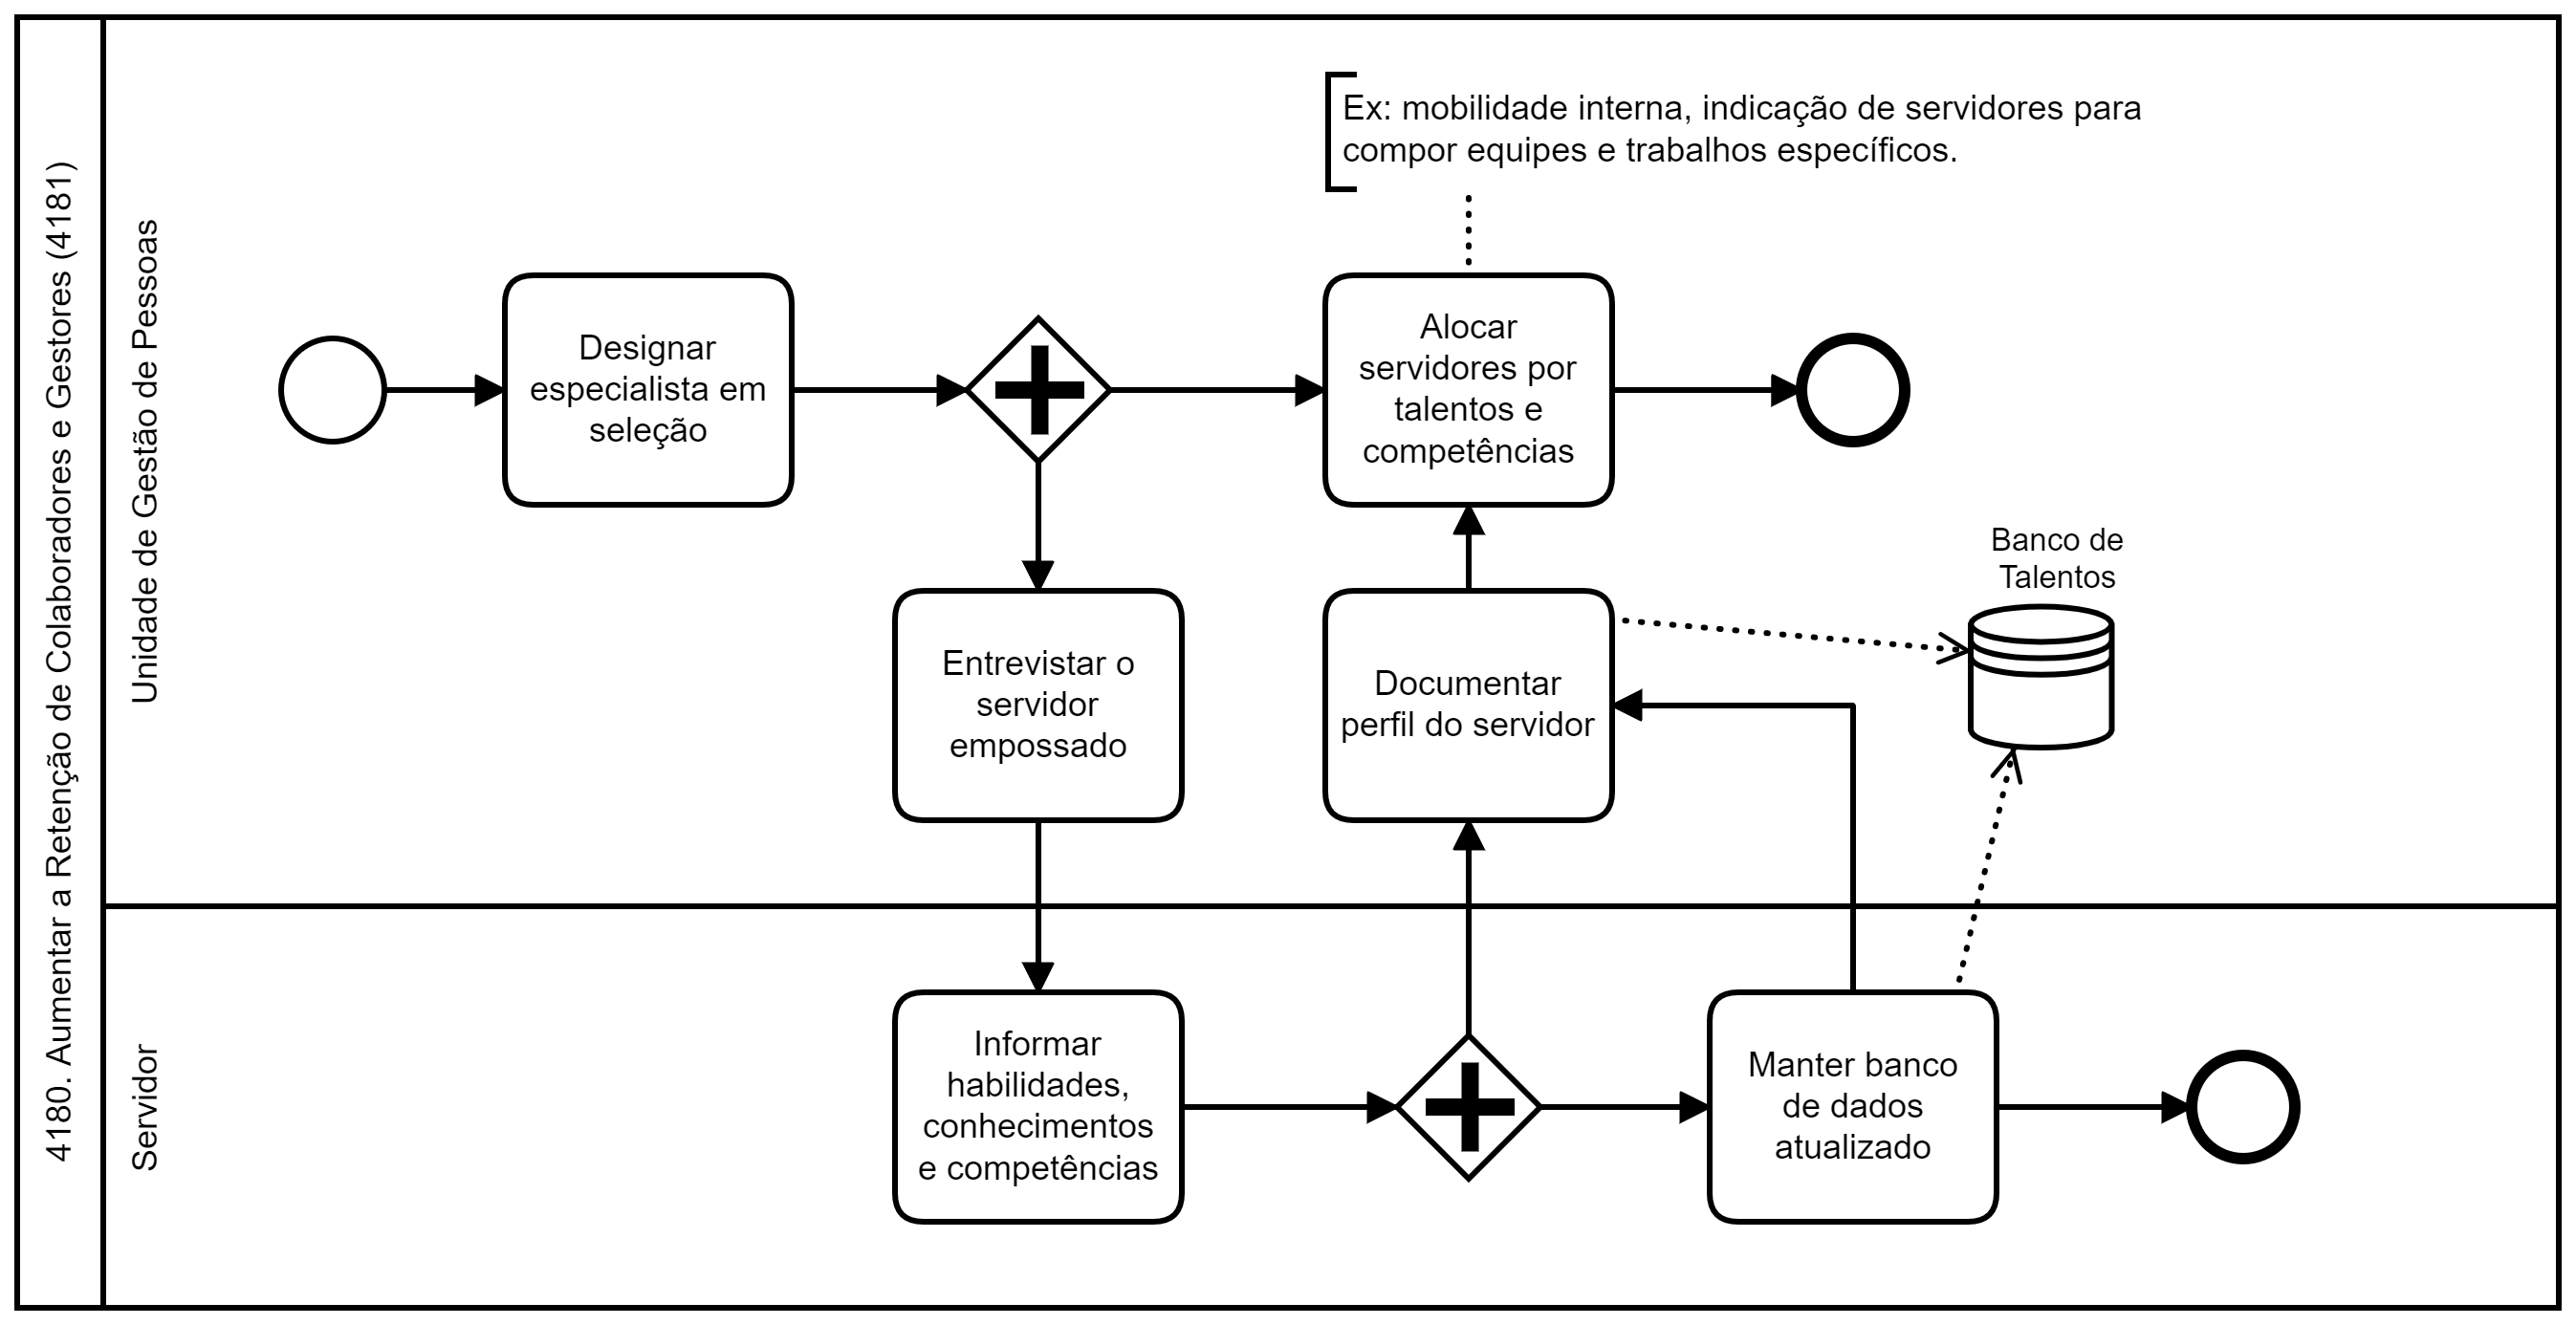 4180. Aumentar a Retenção de Colaboradores e Gestores (4181)
Unidade de Gestão de Pessoas
Ex: mobilidade interna, indicação de servidores para
compor equipes e trabalhos específicos.
Designar
especialista em
seleção
Alocar
servidores por
talentos e
competências
Entrevistar o
servidor
empossado
Documentar
perfil do servidor
Banco de
Talentos
Servidor
Informar
habilidades,
conhecimentos
e competências
Manter banco
de dados
atualizado